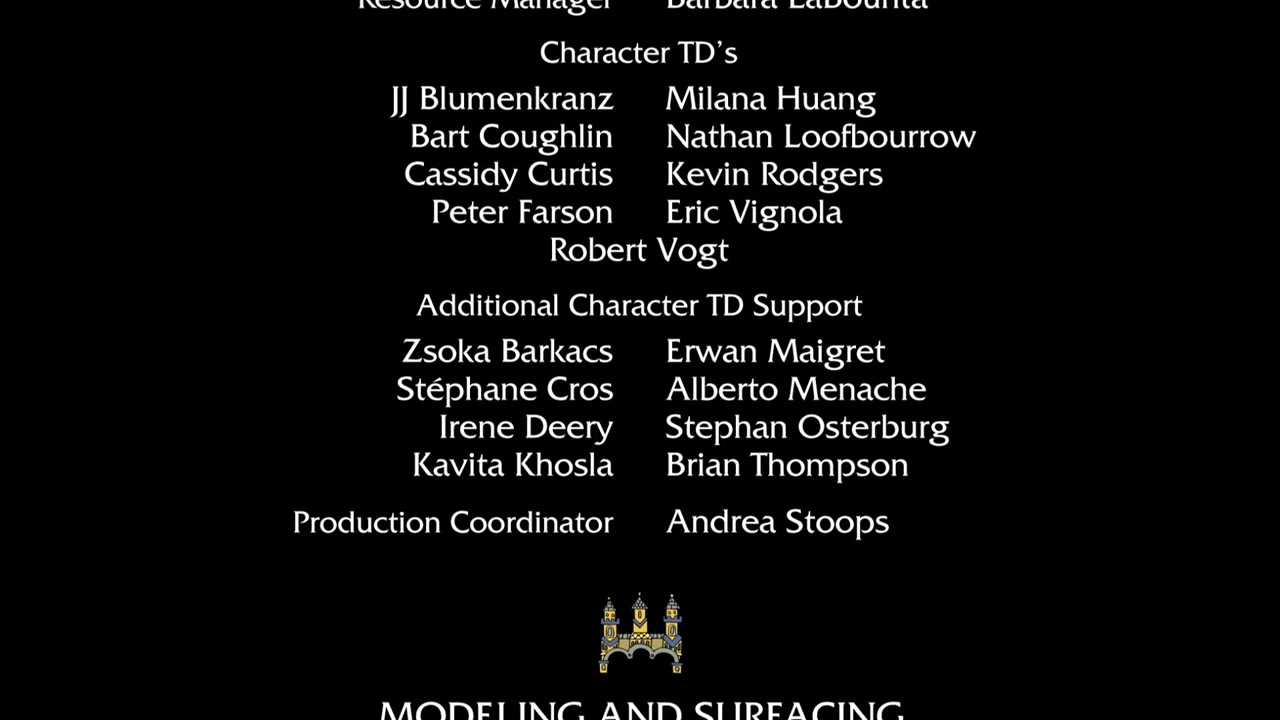 Resource Manager Barbara LaBounta
Character TD’s
JJ Blumenkranz Milana Huang
Bart Coughlin Nathan Loofbourrow
Cassidy Curtis Kevin Rodgers
Peter Farson Eric Vignola
Robert Vogt
Additional Character TD Support
Zsoka Barkacs Erwan Maigret
Stéphane Cros Alberto Menache
Irene Deery Stephan Osterburg
Kavita Khosla Brian Thompson
Production Coordinator Andrea Stoops
MODELING AND SURFACING